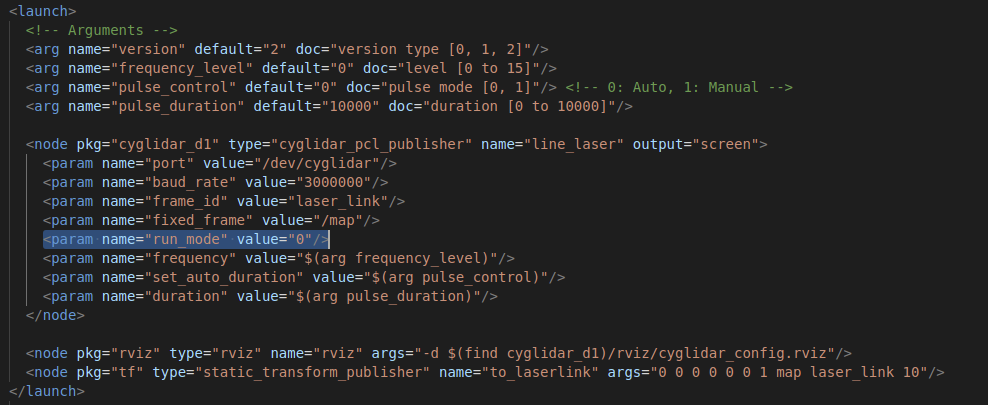 <launch>
<!-- Arguments -->
<arg name="version" default="2" doc="version type [0, 1, 2]"/>
<arg name="frequency_level" default="0" doc="level [0 to 15]"/>
<arg name="pulse_control" default="0" doc="pulse mode [0, 1]"/> <!-- 0: Auto, 1: Manual -->
<arg name="pulse_duration" default="10000" doc="duration [0 to 10000]"/>
<node pkg="cyglidar_d1" type="cyglidar_pcl_publisher" name="line_laser" output="screen">
<param name="port" value="/dev/cyglidar"/>
<param name="baud_rate" value="3000000"/>
<param name="frame_id" value="laser_link"/>
<param name="fixed_frame" value="/map"/>
<param name="run_mode" value="0"/>
<param name="frequency" value="$(arg frequency_level)"/>
<param name="set_auto_duration" value="$(arg pulse_control)"/>
<param name="duration" value="$(arg pulse_duration)"/>
</node>
<node pkg="rviz" type="rviz" name="rviz" args="-d $(find cyglidar_d1)/rviz/cyglidar_config.rviz"/>
<node pkg="tf" type="static_transform_publisher" name="to_laserlink" args="0 0 0 0 0 0 1 map laser_link 10"/>
</launch>